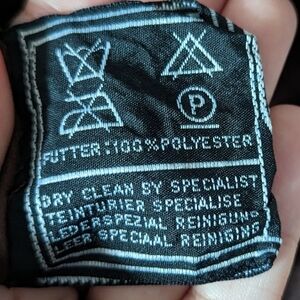 P
FUTTER:100%POLYESTER
DRY CLEAN BY SPECIALIST
TEINTURIER SPECIALISE
LEDERSPEZIAL REINIGUNG
LEER SPECIAAL REINIGING